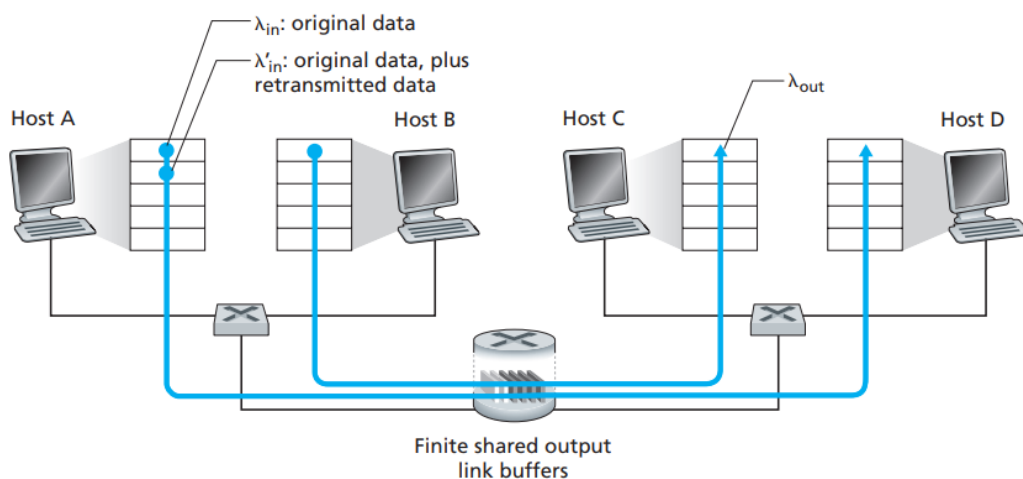 λin: original data
λ'in: original data, plus
retransmitted data
λout
Host A
Host B
Host C
Host D
Finite shared output
link buffers